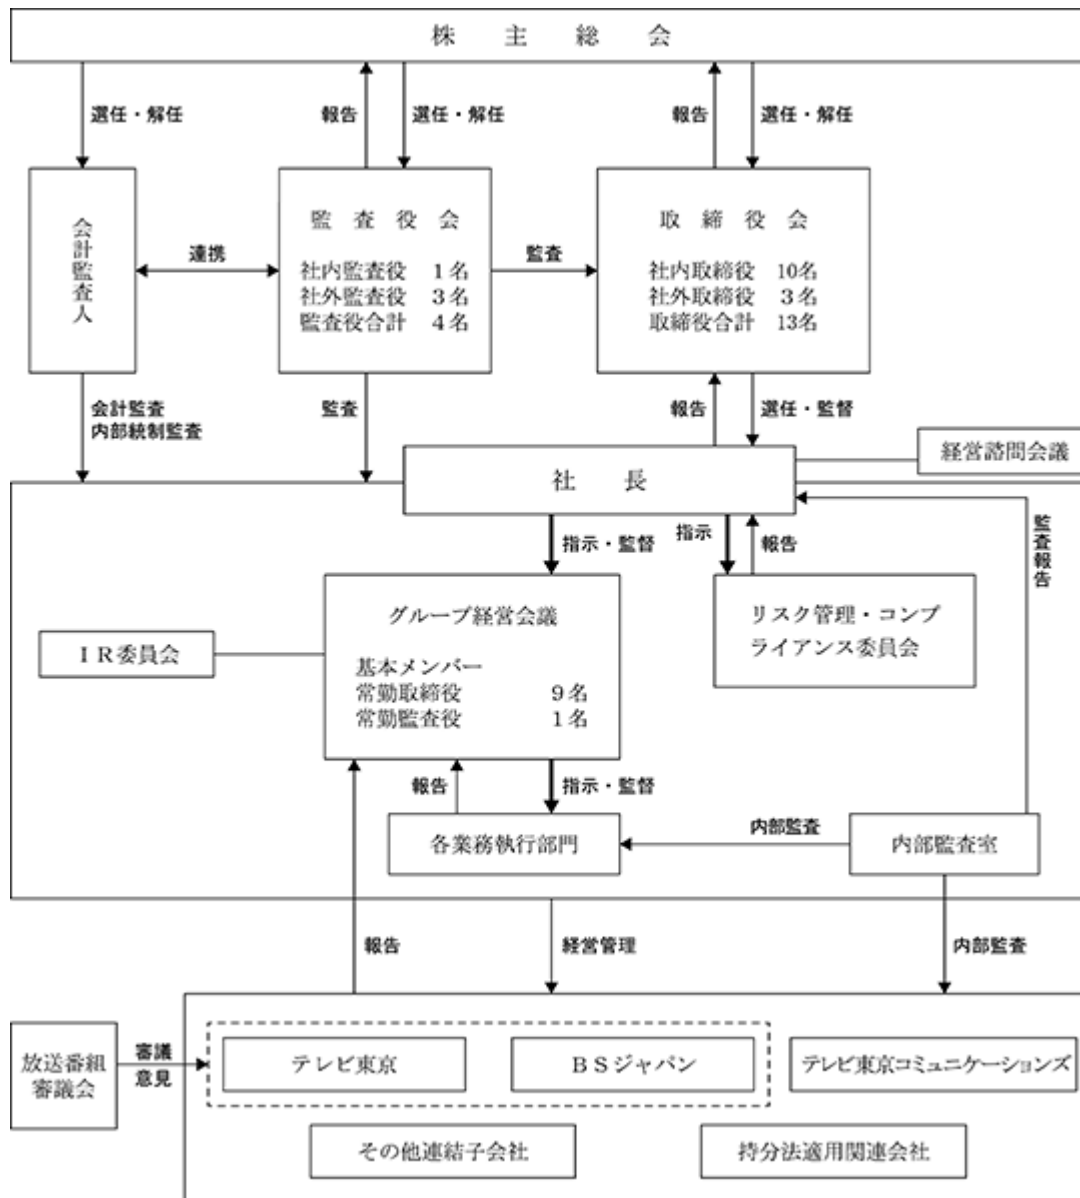 株主総会
選任・解任
報告
選任・解任
報告
選任・解任
会計監査人
連携
監査役会
社内監査役 1名
社外監査役 3名
監査役合計 4名
監査
取締役会
社内取締役 10名
社外取締役 3名
取締役合計 13名
会計監査
内部統制監査
監査
報告
選任・監督
経営諮問会議
社長
指示・監督
指示
報告
監査報告
グループ経営会議
基本メンバー
常勤取締役 9名
常勤監査役 1名
リスク管理・コンプ
ライアンス委員会
IR委員会
報告
指示・監督
各業務執行部門
内部監査
内部監査室
報告
経営管理
内部監査
放送番組
審議会
審議
意見
テレビ東京
BSジャパン
テレビ東京コミュニケーションズ
その他連結子会社
持分法適用関連会社